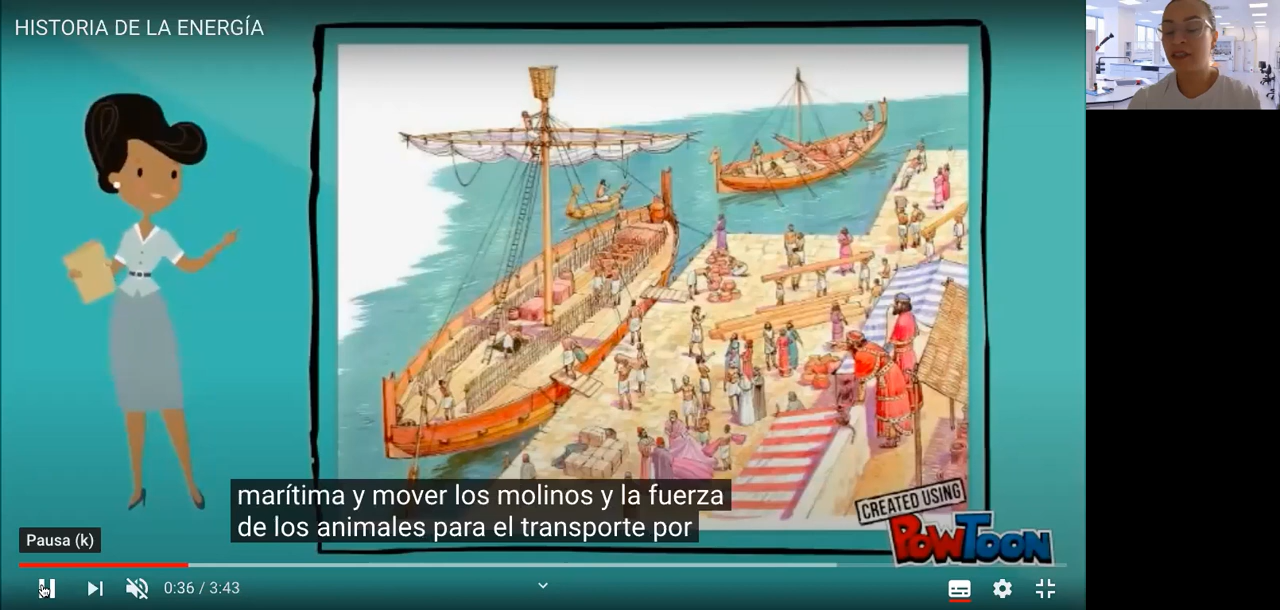 HISTORIA DE LA ENERGÍA
marítima y mover los molinos y la fuerza
de los animales para el transporte por
CREATED USING
POWTOON
Pausa (k)
0:36 / 3:43